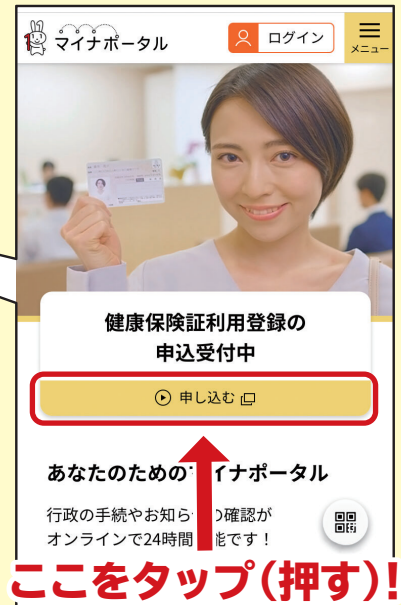 マイナポータル
ログイン
メニュー
健康保険証利用登録の
申込受付中
申し込む
あなたのための イナポータル
行政の手続やお知ら の確認が
オンラインで24時間 能です！
ここをタップ（押す）！